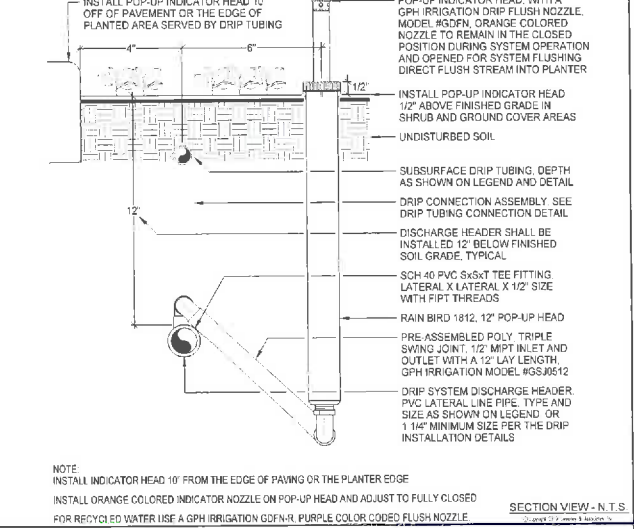 INSTALL POP-UP INDICATOR HEAD 10"
OFF OF PAVEMENT OR THE EDGE OF
PLANTED AREA SERVED BY DRIP TUBING
4"
6"
POP-UP INDICATOR HEAD, WITH A
GPH IRRIGATION DRIP FLUSH NOZZLE,
MODEL #GDFN, ORANGE COLORED
NOZZLE TO REMAIN IN THE CLOSED
POSITION DURING SYSTEM OPERATION
AND OPENED FOR SYSTEM FLUSHING
DIRECT FLUSH STREAM INTO PLANTER
1/2"
INSTALL POP-UP INDICATOR HEAD
1/2" ABOVE FINISHED GRADE IN
SHRUB AND GROUND COVER AREAS
UNDISTURBED SOIL
SUBSURFACE DRIP TUBING, DEPTH
AS SHOWN ON LEGEND AND DETAIL
DRIP CONNECTION ASSEMBLY, SEE
DRIP TUBING CONNECTION DETAIL
12"
DISCHARGE HEADER SHALL BE
INSTALLED 12" BELOW FINISHED
SOIL GRADE, TYPICAL
SCH 40 PVC SxSxT TEE FITTING,
LATERAL X LATERAL X 1/2" SIZE
WITH FIPT THREADS
RAIN BIRD 1812, 12" POP-UP HEAD
PRE-ASSEMBLED POLY, TRIPLE
SWING JOINT, 1/2" MIPT INLET AND
OUTLET WITH A 12" LAY LENGTH,
GPH IRRIGATION MODEL #GSJ0512
DRIP SYSTEM DISCHARGE HEADER,
PVC LATERAL LINE PIPE, TYPE AND
SIZE AS SHOWN ON LEGEND OR
1 1/4" MINIMUM SIZE PER THE DRIP
INSTALLATION DETAILS
NOTE:
INSTALL INDICATOR HEAD 10" FROM THE EDGE OF PAVING OR THE PLANTER EDGE
INSTALL ORANGE COLORED INDICATOR NOZZLE ON POP-UP HEAD AND ADJUST TO FULLY CLOSED
FOR RECYCLED WATER USE A GPH IRRIGATION GDFN-R, PURPLE COLOR CODED FLUSH NOZZLE.
SECTION VIEW - N.T.S.